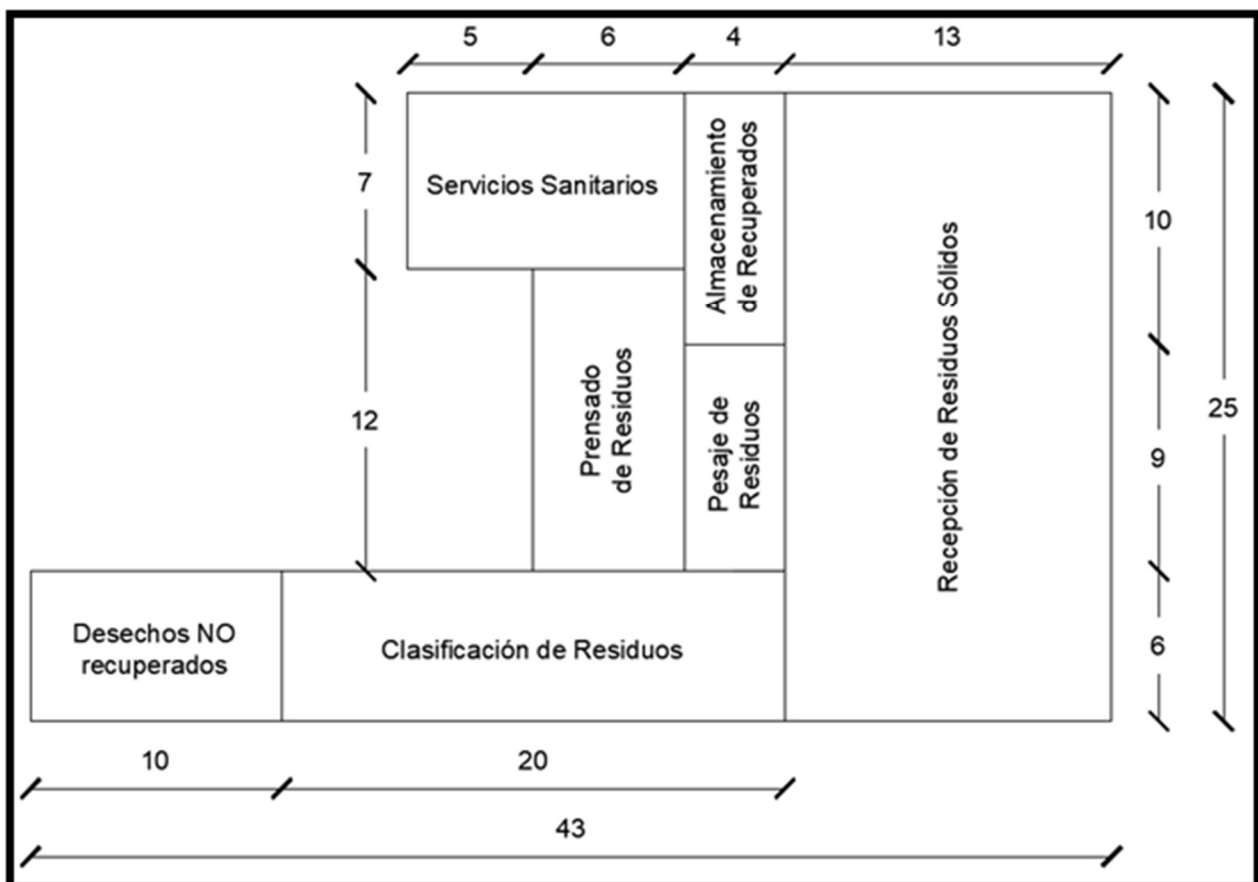 5
6
4
13
7
Servicios Sanitarios
Almacenamiento
de Recuperados
10
12
Prensado
de Residuos
Pesaje de
Residuos
Recepción de Residuos Sólidos
9
25
Desechos NO
recuperados
Clasificación de Residuos
6
10
20
43